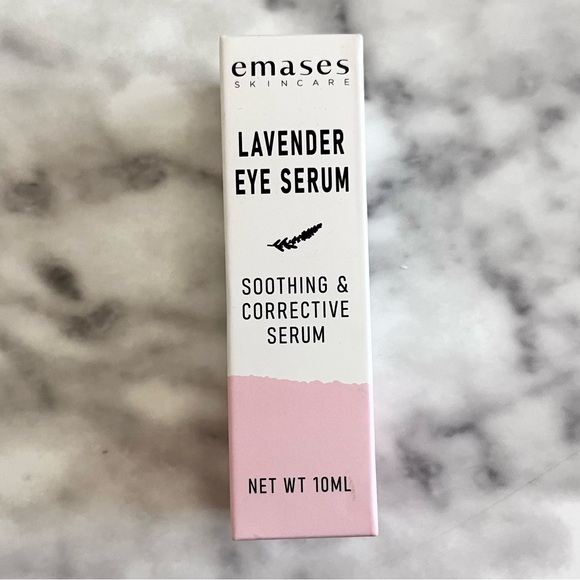 emases
SKINCARE
LAVENDER
EYE SERUM
SOOTHING &
CORRECTIVE
SERUM
NET WT 10ML